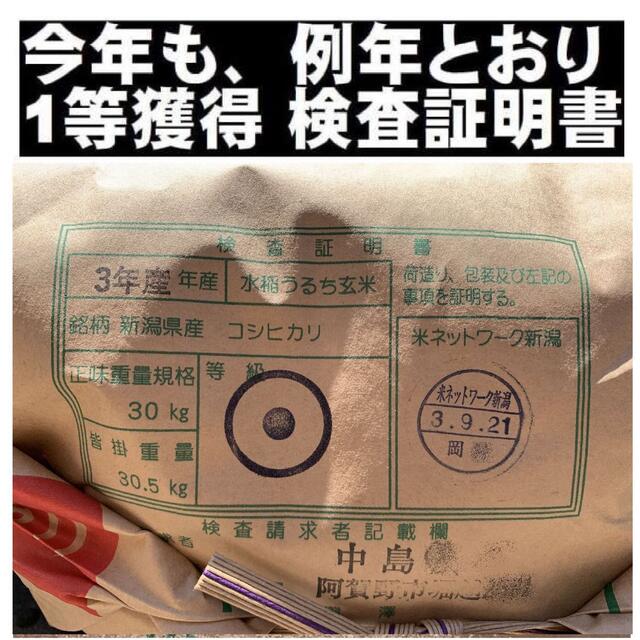 今年も、例年とおり
1等獲得 検査証明書
検査証明書
3年産 年産 水稲うるち玄米
荷造り、包装及び左記の
事項を証明する。
銘柄 新潟県産 コシヒカリ
米ネットワーク新潟
正味重量規格 等級
30 kg
米ネットワーク新潟
3.9.21
岡
皆掛重量
30.5 kg
検査請求者記載欄
中島
阿賀野市堀越